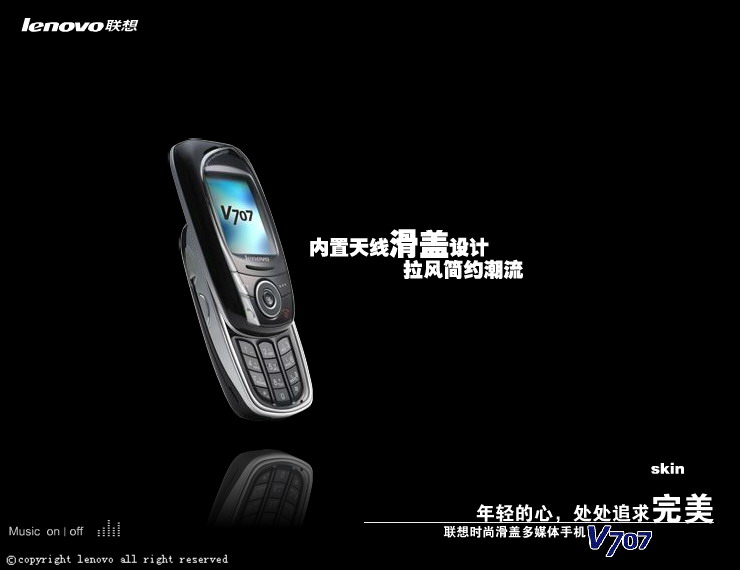 lenovo联想
V707
lenovo
内置天线滑盖设计
拉风简约潮流
skin
年轻的心，处处追求完美
联想时尚滑盖多媒体手机V707
Music on | off
©copyright lenovo all right reserved